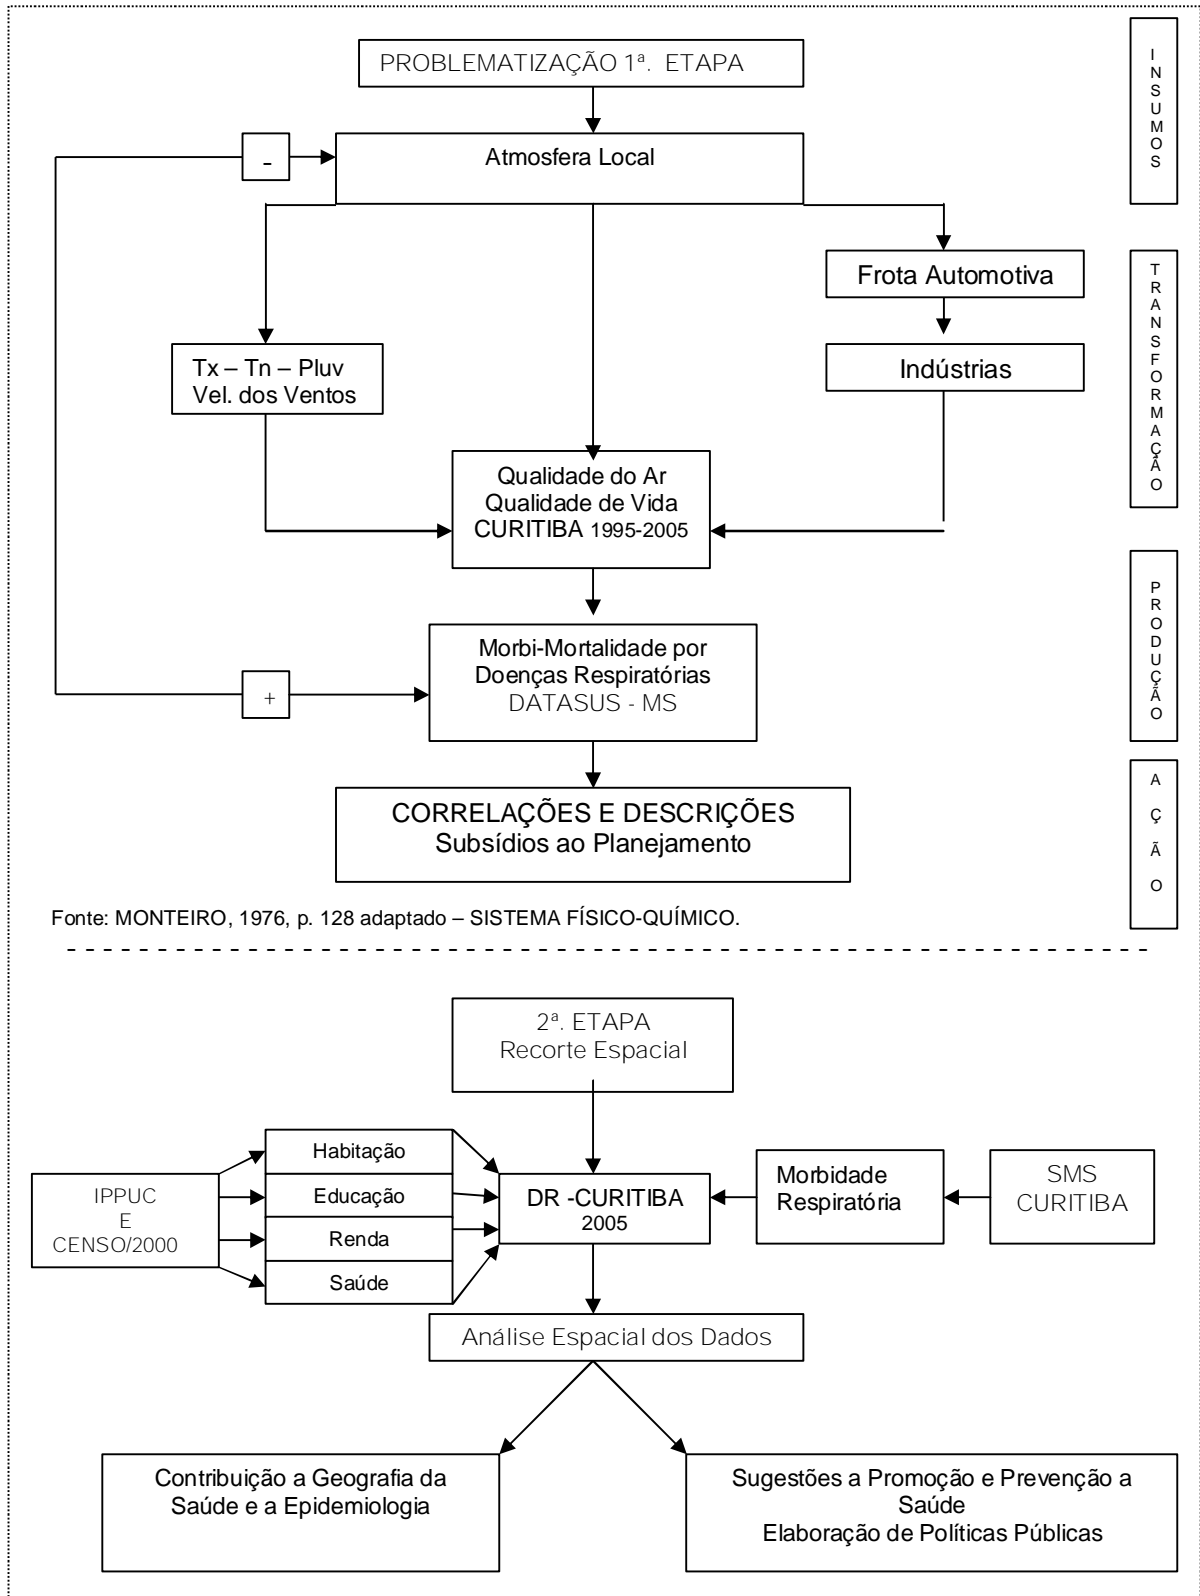 PROBLEMATIZAÇÃO 1ª. ETAPA
INSUMOS
-
Atmosfera Local
Frota Automotiva
TRANSFORMAÇÃO
Tx – Tn – Pluv
Vel. dos Ventos
Indústrias
Qualidade do Ar
Qualidade de Vida
CURITIBA 1995-2005
PRODUÇÃO
Morbi-Mortalidade por
Doenças Respiratórias
DATASUS - MS
+
AÇÃO
CORRELAÇÕES E DESCRIÇÕES
Subsídios ao Planejamento
Fonte: MONTEIRO, 1976, p. 128 adaptado – SISTEMA FÍSICO-QUÍMICO.
2ª. ETAPA
Recorte Espacial
IPPUC
E
CENSO/2000
Habitação
Educação
Renda
Saúde
DR -CURITIBA
2005
Morbidade
Respiratória
SMS
CURITIBA
Análise Espacial dos Dados
Contribuição a Geografia da
Saúde e a Epidemiologia
Sugestões a Promoção e Prevenção a
Saúde
Elaboração de Políticas Públicas